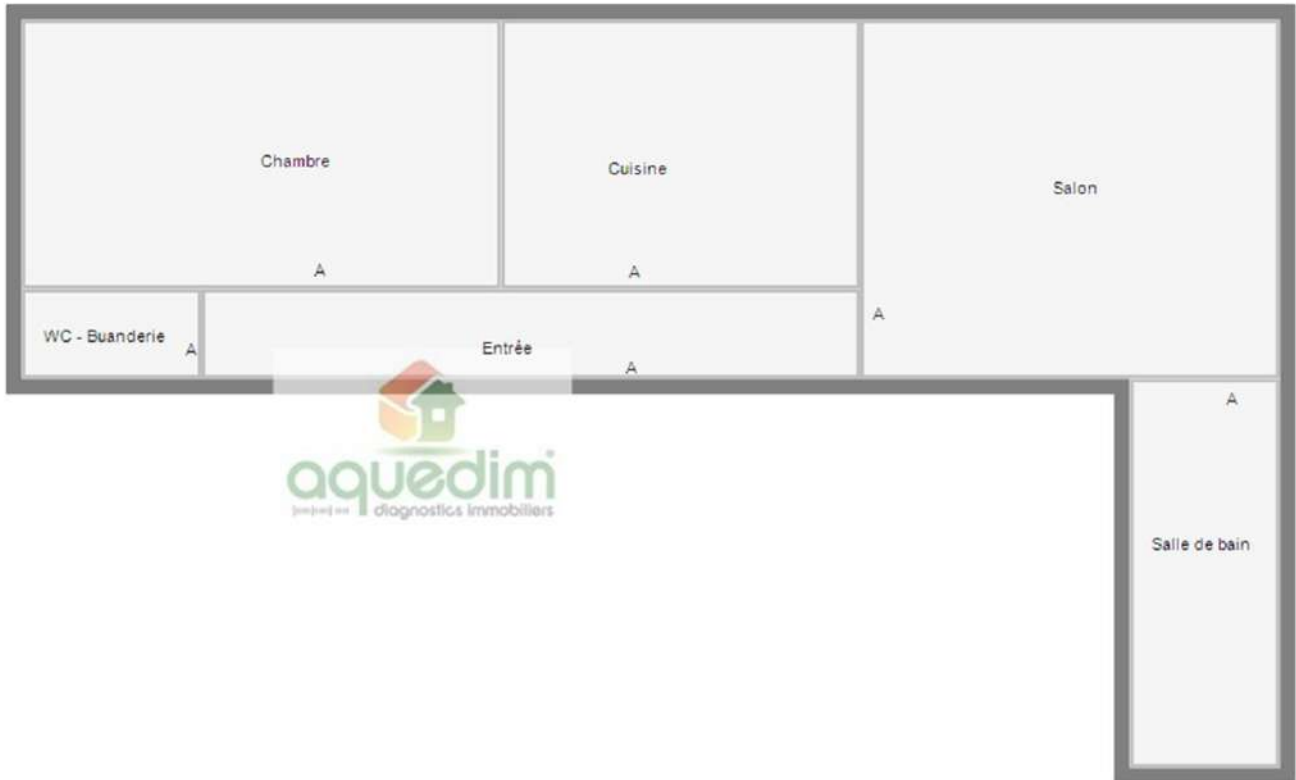 Chambre
Cuisine
Salon
A
A
A
WC - Buanderie
A
Entrée
A
A
aquedim
diagnostics immobiliers
Salle de bain